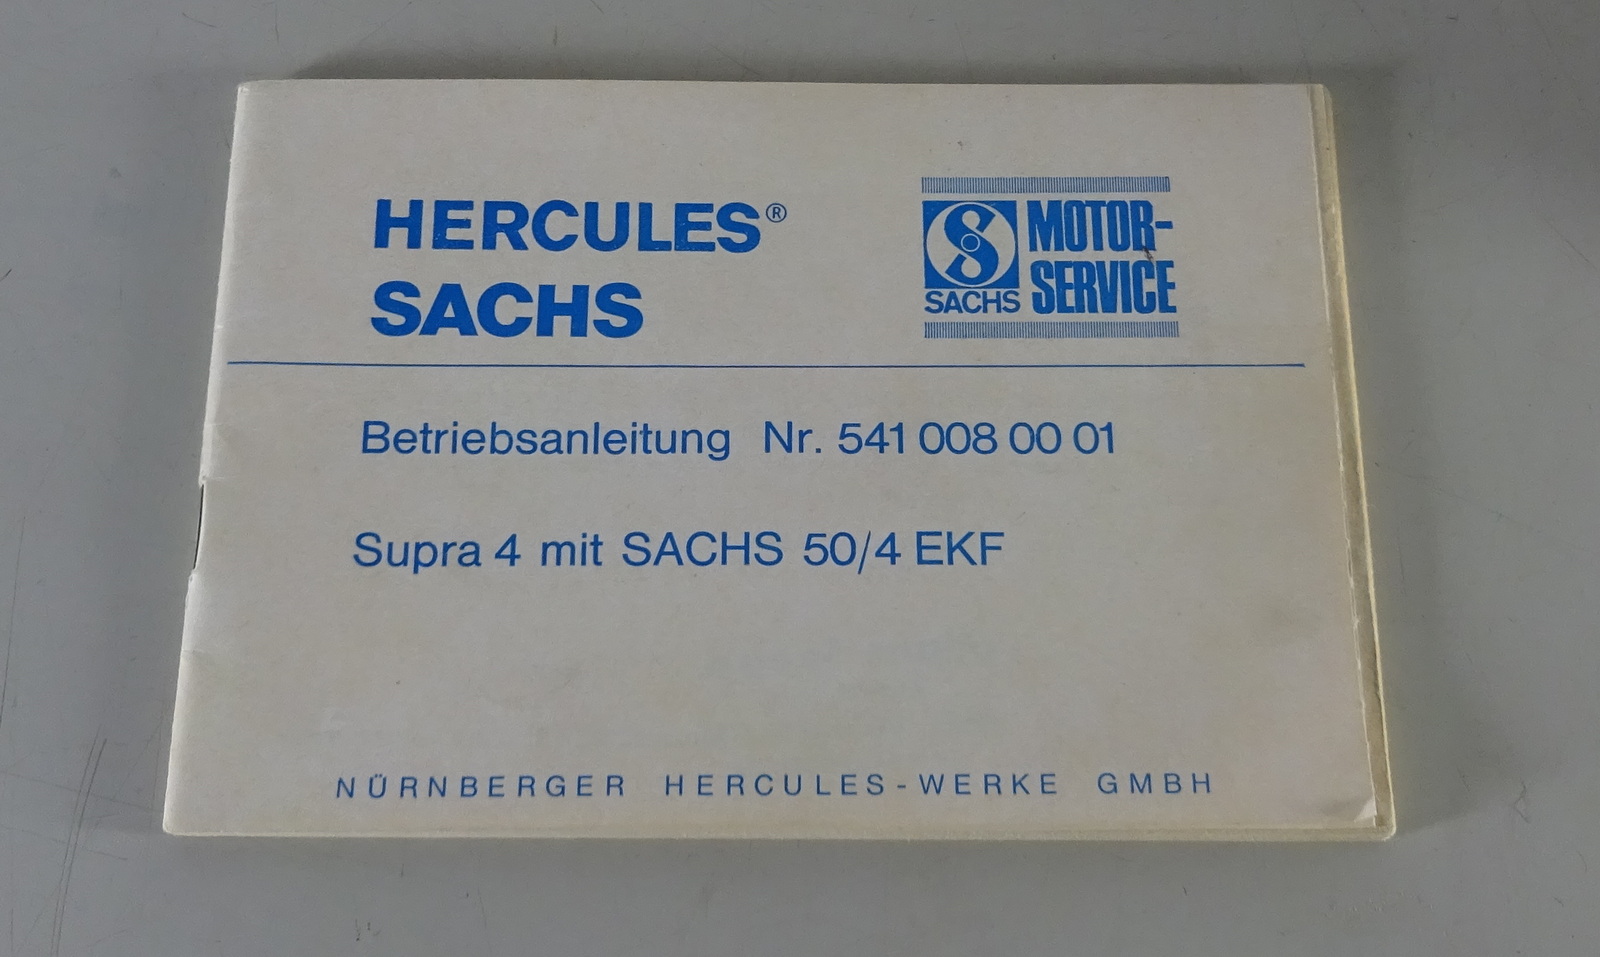 HERCULES®
SACHS
SACHS
MOTOR-
SERVICE
Betriebsanleitung Nr. 541 008 00 01
Supra 4 mit SACHS 50/4 EKF
NÜRNBERGER HERCULES-WERKE GMBH